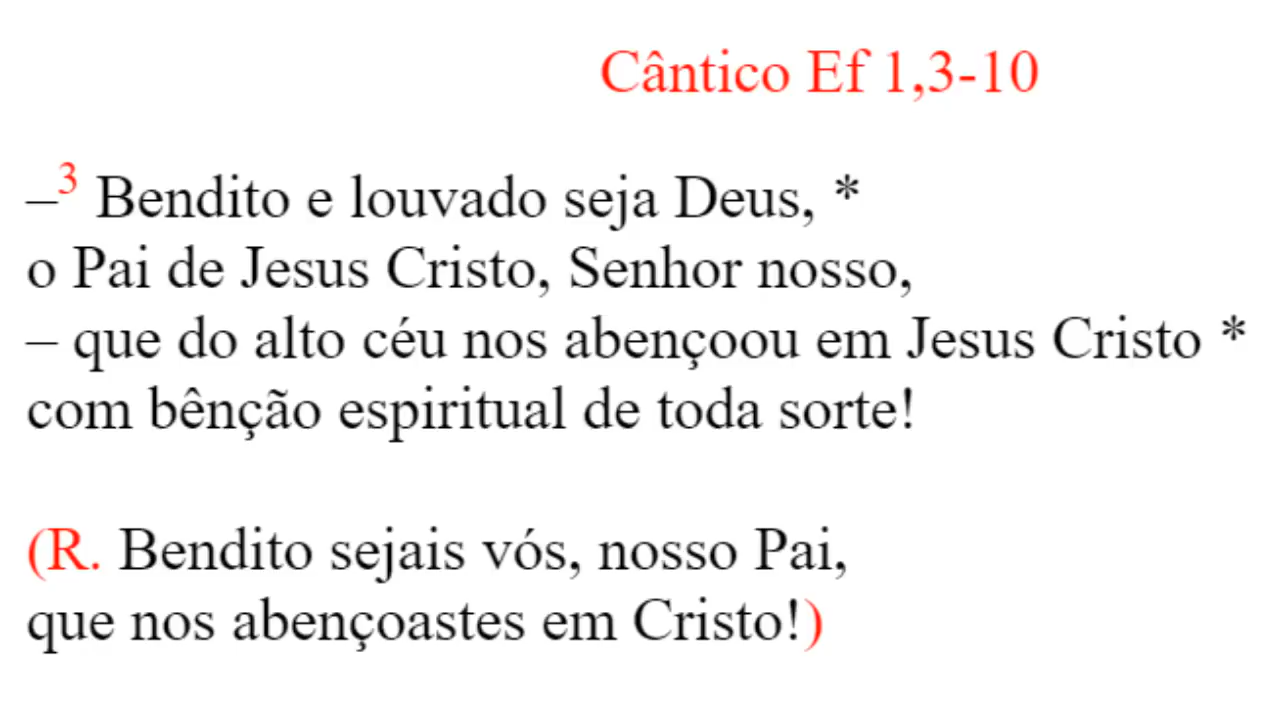 Cântico Ef 1,3-10
–3 Bendito e louvado seja Deus, *
o Pai de Jesus Cristo, Senhor nosso,
– que do alto céu nos abençoou em Jesus Cristo *
com bênção espiritual de toda sorte!
(R. Bendito sejais vós, nosso Pai,
que nos abençoastes em Cristo!)